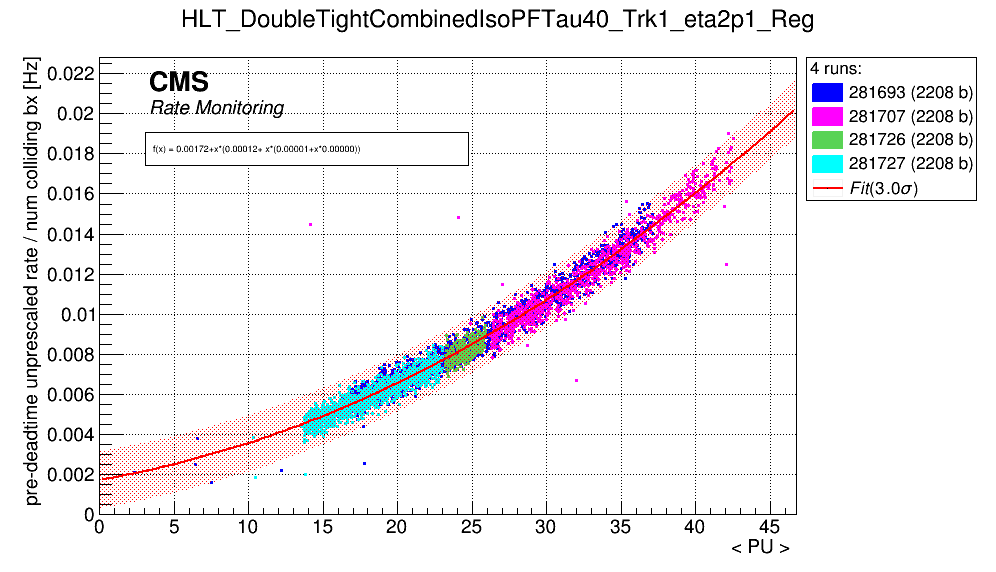 HLT_DoubleTightCombinedIsoPFTau40_Trk1_eta2p1_Reg
pre-deadtime unprescaled rate / num colliding bx [Hz]
0.022
0.02
0.018
0.016
0.014
0.012
0.01
0.008
0.006
0.004
0.002
0
CMS
Rate Monitoring
f(x) = 0.00172+x*(0.00012+ x*(0.00001+x*0.00000))
0 5 10 15 20 25 30 35 40 45
< PU >
4 runs:
281693 (2208 b)
281707 (2208 b)
281726 (2208 b)
281727 (2208 b)
Fit(3.0σ)